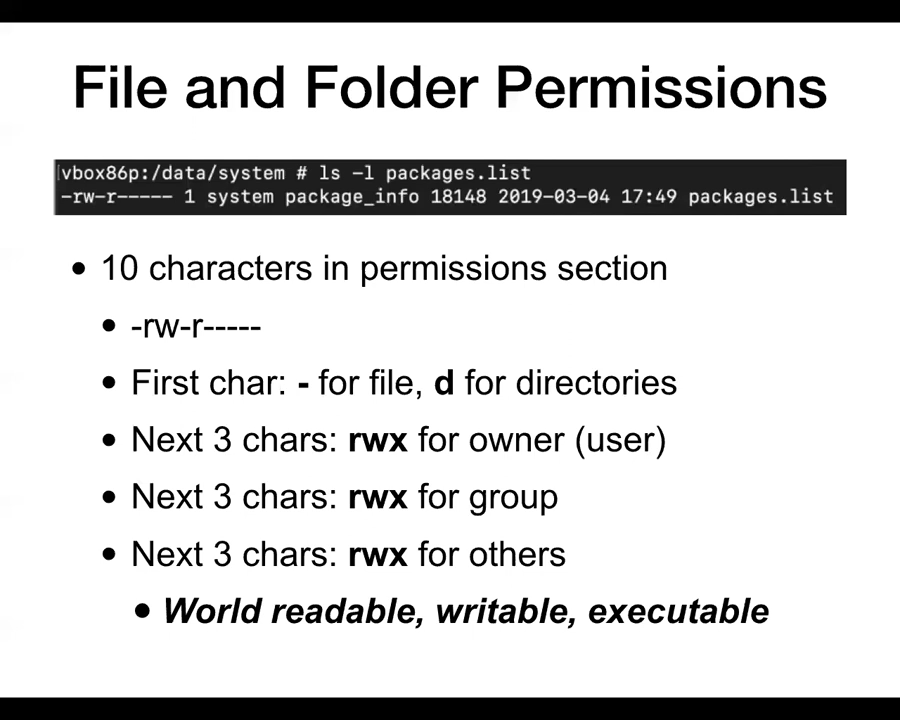 File and Folder Permissions
vbox86p:/data/system # ls -l packages.list
-rw-r----- 1 system package_info 18148 2019-03-04 17:49 packages.list
• 10 characters in permissions section
• -rw-r-----
• First char: - for file, d for directories
• Next 3 chars: rwx for owner (user)
• Next 3 chars: rwx for group
• Next 3 chars: rwx for others
• World readable, writable, executable